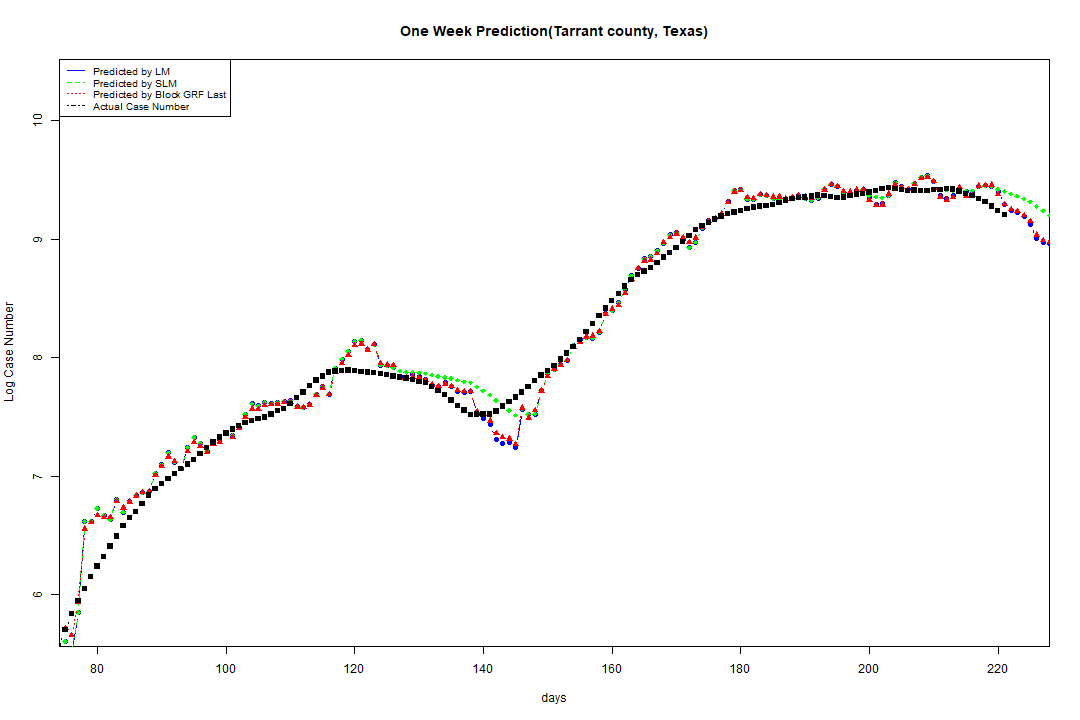 One Week Prediction(Tarrant county, Texas)
Predicted by LM
Predicted by SLM
Predicted by Block GRF Last
Actual Case Number
Log Case Number
10
9
8
7
6
80 100 120 140 160 180 200 220
days